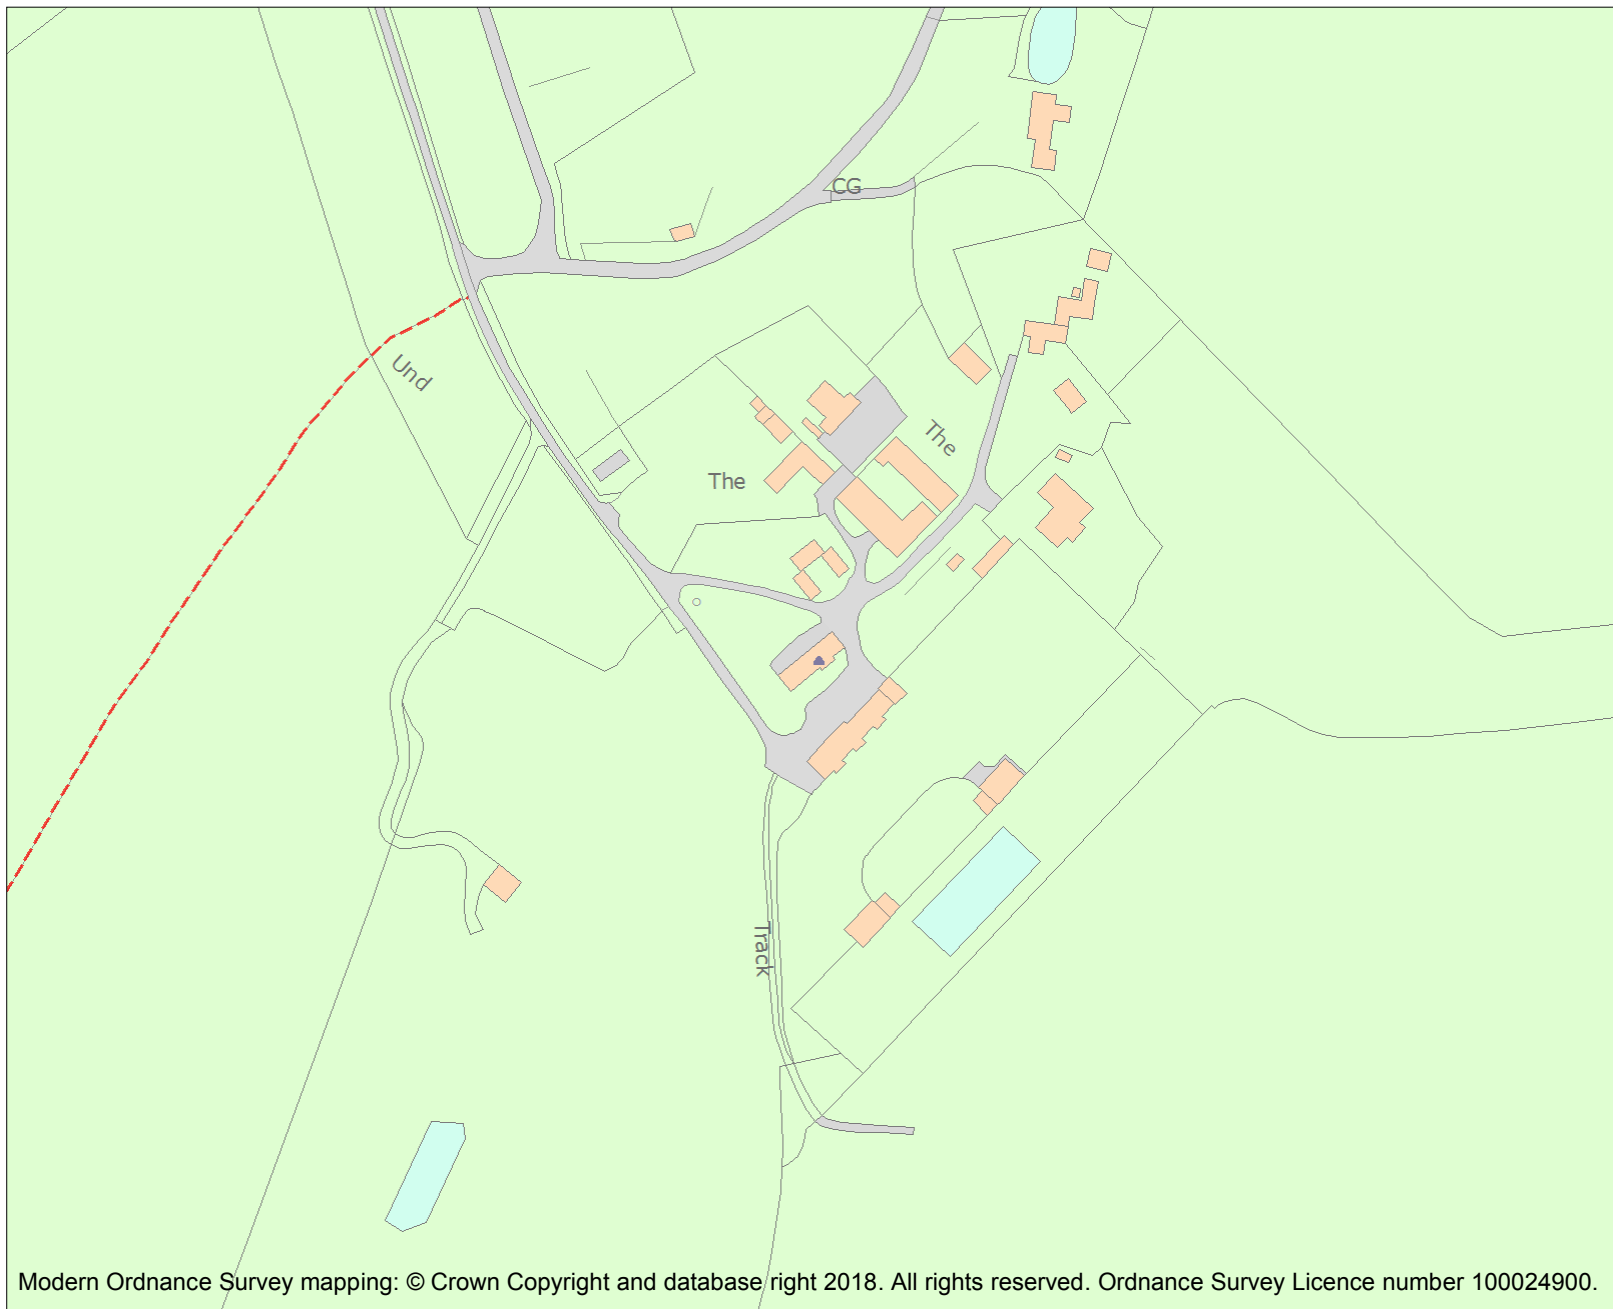 CG
Und
The
The
Track
Modern Ordnance Survey mapping: © Crown Copyright and database right 2018. All rights reserved. Ordnance Survey Licence number 100024900.